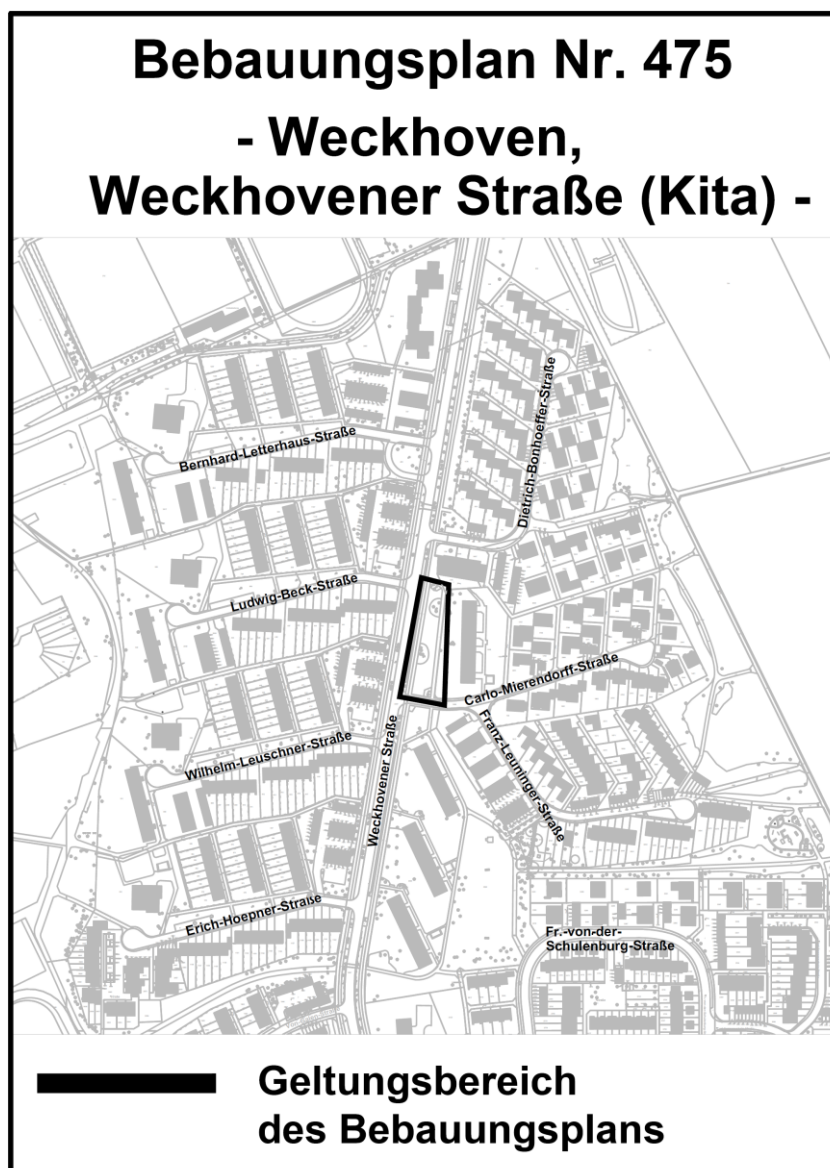 Bebauungsplan Nr. 475
- Weckhoven,
Weckhovener Straße (Kita) -
Dietrich-Bonhoeffer-Straße
Bernhard-Letterhaus-Straße
Ludwig-Beck-Straße
Carlo-Mierendorff-Straße
Franz-Leuninger-Straße
Wilhelm-Leuschner-Straße
Weckhovener Straße
Erich-Hoepner-Straße
Fr.-von-der-
Schulenburg-Straße
Geltungsbereich
des Bebauungsplans